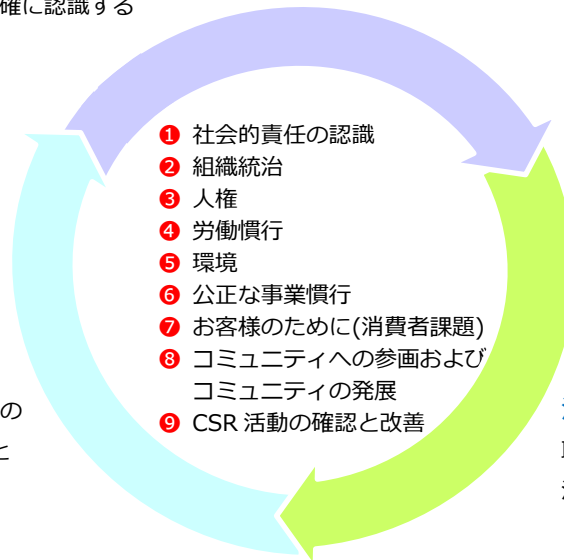 確に認識する
❶ 社会的責任の認識
❷ 組織統治
❸ 人権
❹ 労働慣行
❺ 環境
❻ 公正な事業慣行
❼ お客様のために(消費者課題)
❽ コミュニティへの参画および
コミュニティの発展
❾ CSR 活動の確認と改善
の
と